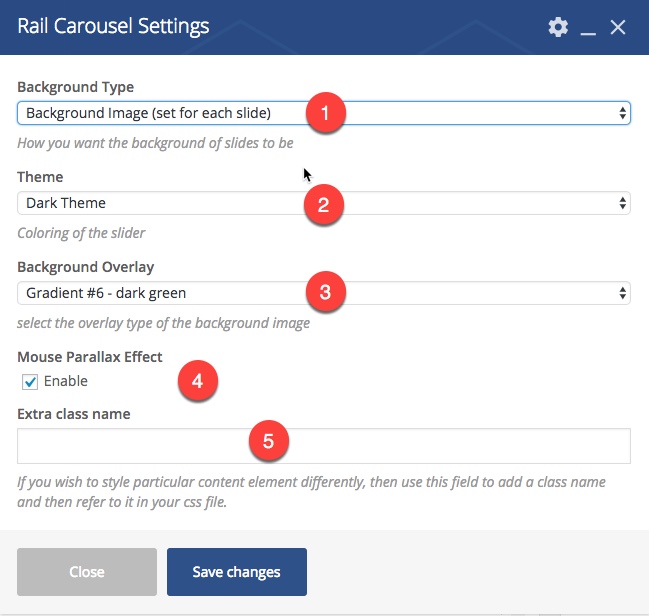 Rail Carousel Settings
Background Type
Background Image (set for each slide)
1
How you want the background of slides to be
Theme
Dark Theme
2
Coloring of the slider
Background Overlay
Gradient #6 - dark green
3
select the overlay type of the background image
Mouse Parallax Effect
Enable
4
Extra class name
5
If you wish to style particular content element differently, then use this field to add a class name
and then refer to it in your css file.
Close Save changes